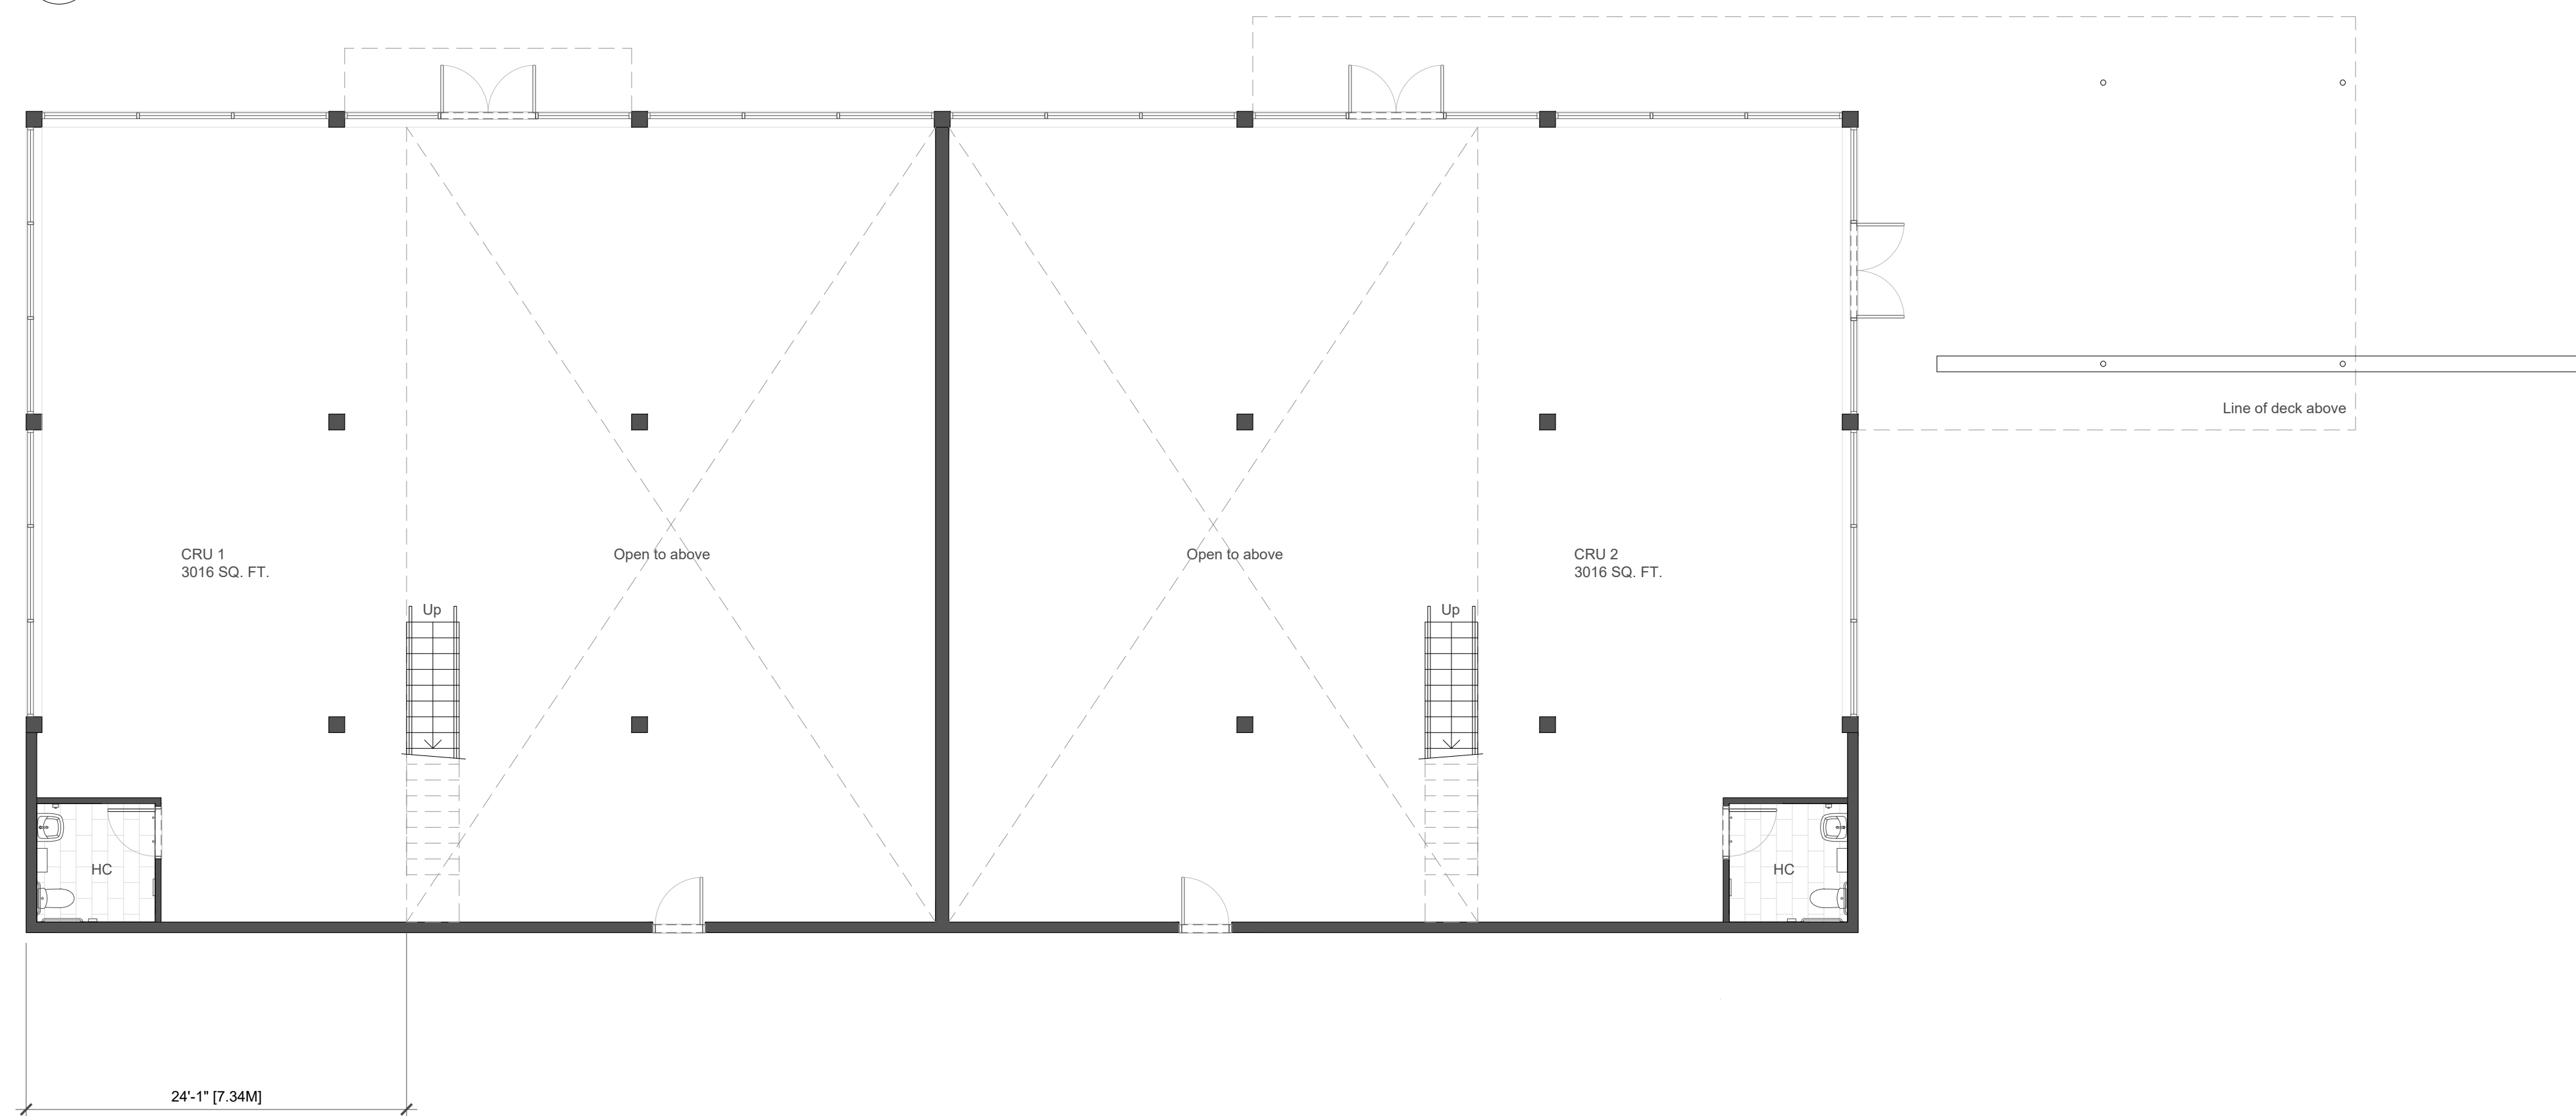 Line of deck above
CRU 1
3016 SQ. FT.
Open to above
Open to above
CRU 2
3016 SQ. FT.
Up
Up
HC
HC
24'-1" [7.34M]